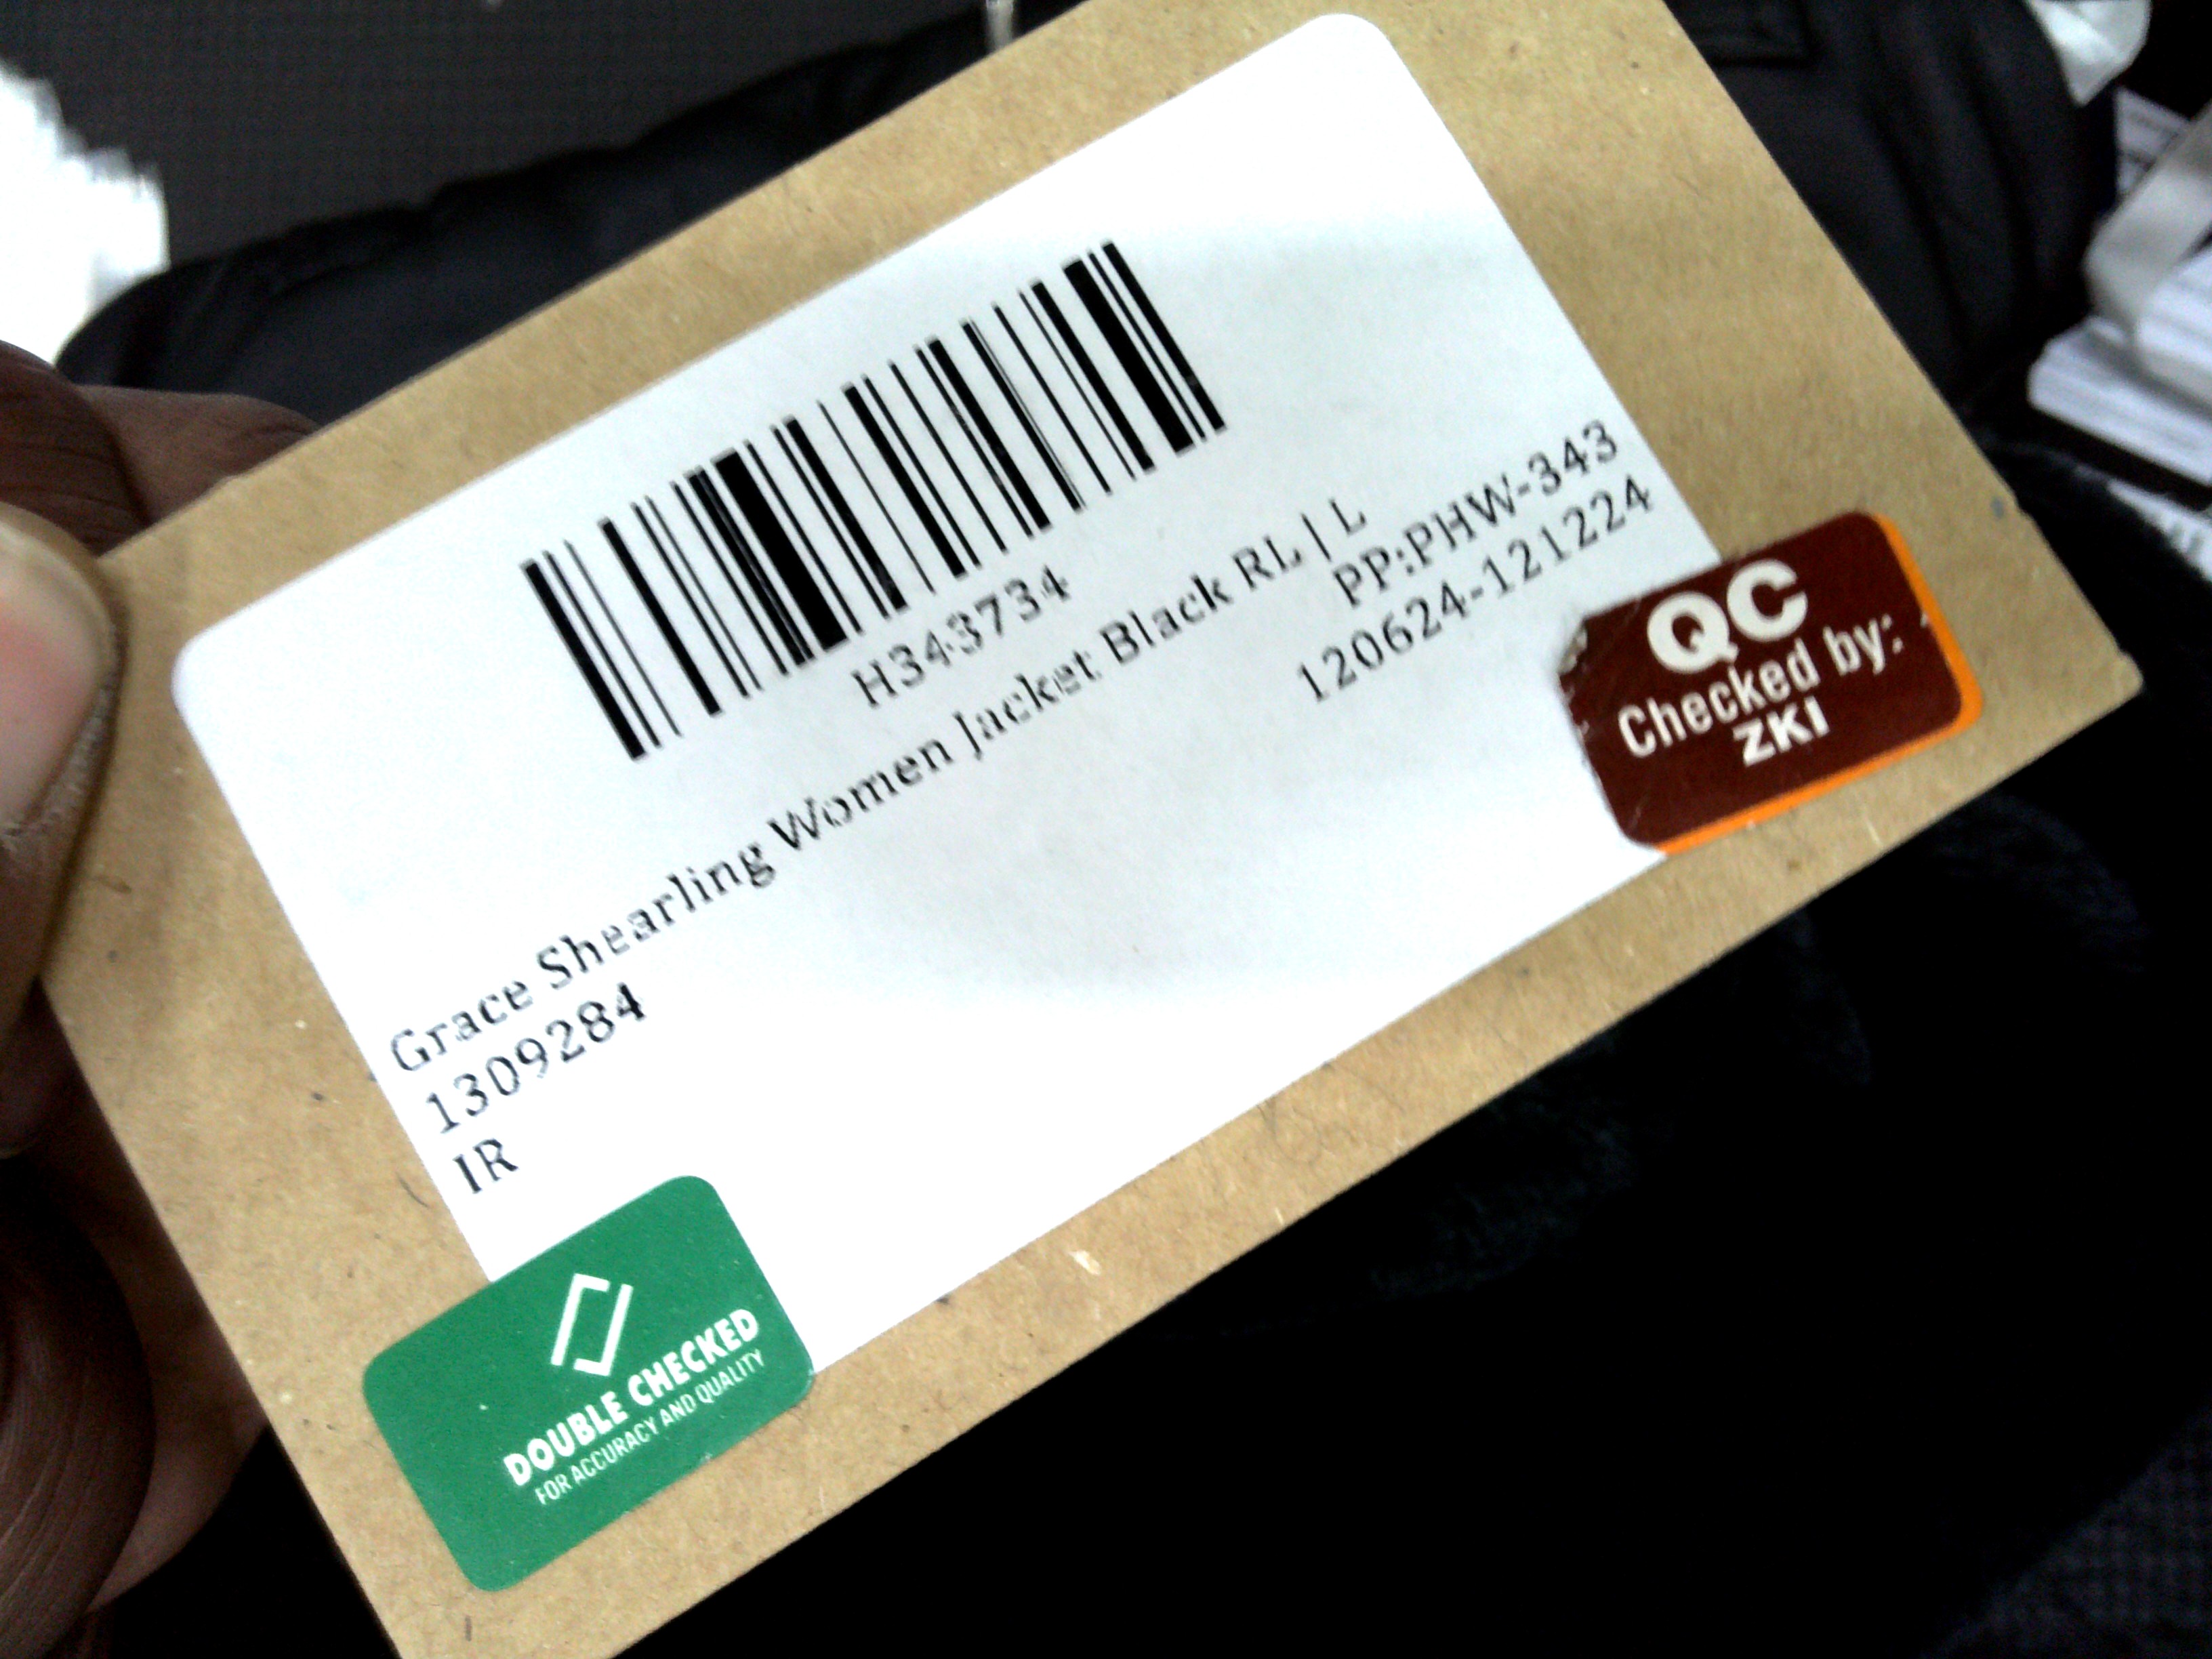 H343734
Grace Shearling Women Jacket Black RL | L
PP:PHW-343
1309284
120624-121224
IR
QC
Checked by:
ZKI
DOUBLE CHECKED
FOR ACCURACY AND QUALITY